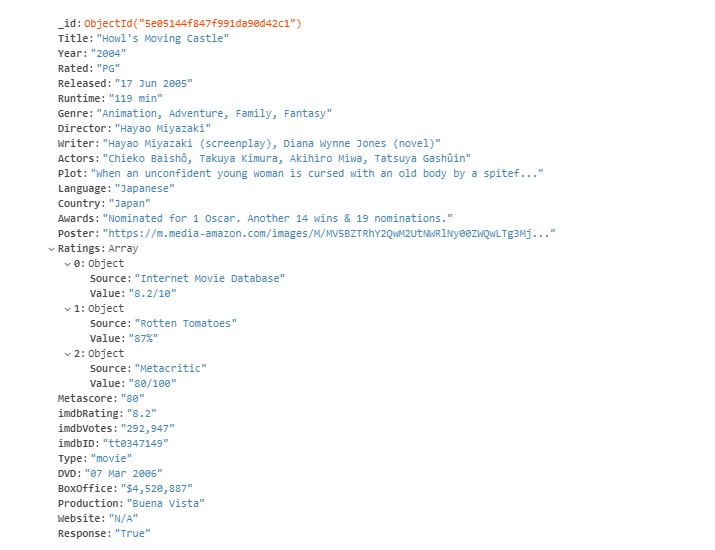 _id: ObjectId("5e05144f847f991da90d42c1")
Title: "Howl's Moving Castle"
Year: "2004"
Rated: "PG"
Released: "17 Jun 2005"
Runtime: "119 min"
Genre: "Animation, Adventure, Family, Fantasy"
Director: "Hayao Miyazaki"
Writer: "Hayao Miyazaki (screenplay), Diana Wynne Jones (novel)"
Actors: "Chieko Baishô, Takuya Kimura, Akihiro Miwa, Tatsuya Gashûin"
Plot: "When an unconfident young woman is cursed with an old body by a spitef..."
Language: "Japanese"
Country: "Japan"
Awards: "Nominated for 1 Oscar. Another 14 wins & 19 nominations."
Poster: "https://m.media-amazon.com/images/M/MV5BZTRhY2QwM2UtNWRlNy00ZWQwLTg3Mj..."
Ratings: Array
0: Object
Source: "Internet Movie Database"
Value: "8.2/10"
1: Object
Source: "Rotten Tomatoes"
Value: "87%"
2: Object
Source: "Metacritic"
Value: "80/100"
Metascore: "80"
imdbRating: "8.2"
imdbVotes: "292,947"
imdbID: "tt0347149"
Type: "movie"
DVD: "07 Mar 2006"
BoxOffice: "$4,520,887"
Production: "Buena Vista"
Website: "N/A"
Response: "True"